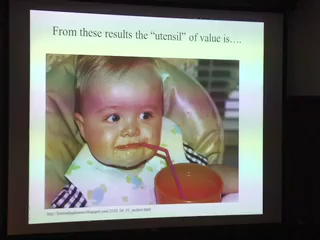 From these results the “utensil” of value is….